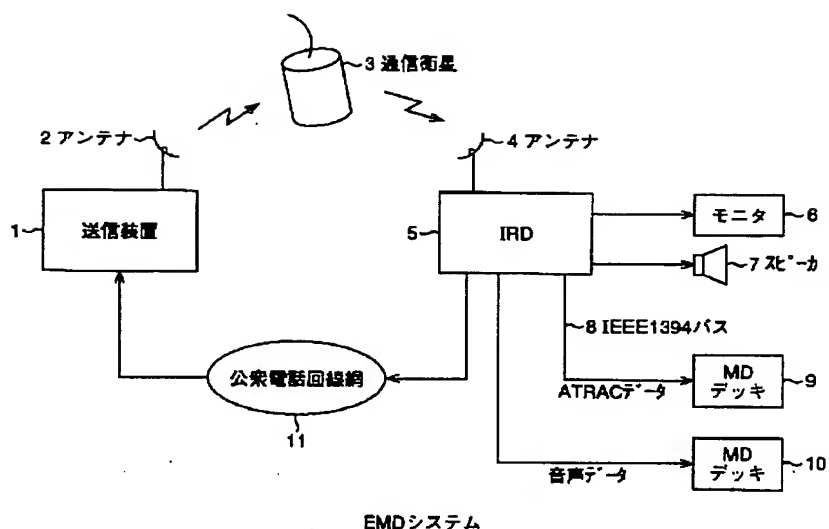 3 通信衛星
2 アンテナ
4 アンテナ
1
送信装置
5
IRD
モニタ
6
7 スピーカ
8 IEEE1394バス
公衆電話回線網
11
ATRACデータ
MD
デッキ
9
音声データ
MD
デッキ
10
EMDシステム